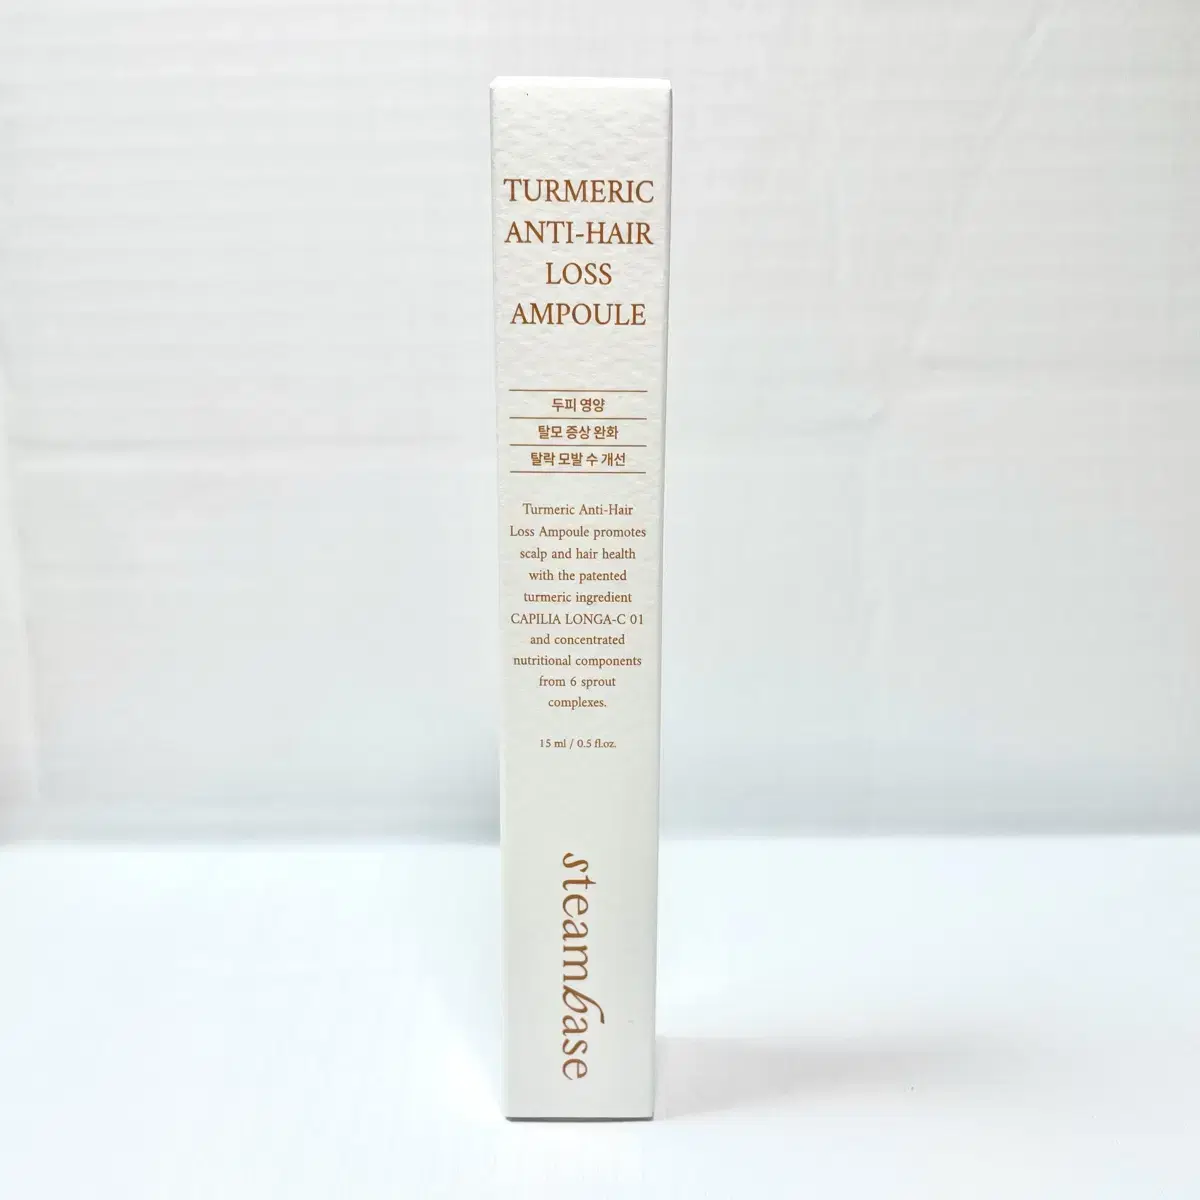 TURMERIC
ANTI-HAIR
LOSS
AMPOULE
두피 영양
탈모 증상 완화
탈락 모발 수 개선
Turmeric Anti-Hair
Loss Ampoule promotes
scalp and hair health
with the patented
turmeric ingredient
CAPILIA LONGA-C 01
and concentrated
nutritional components
from 6 sprout
complexes.
15 ml / 0.5 fl.oz.
steambase